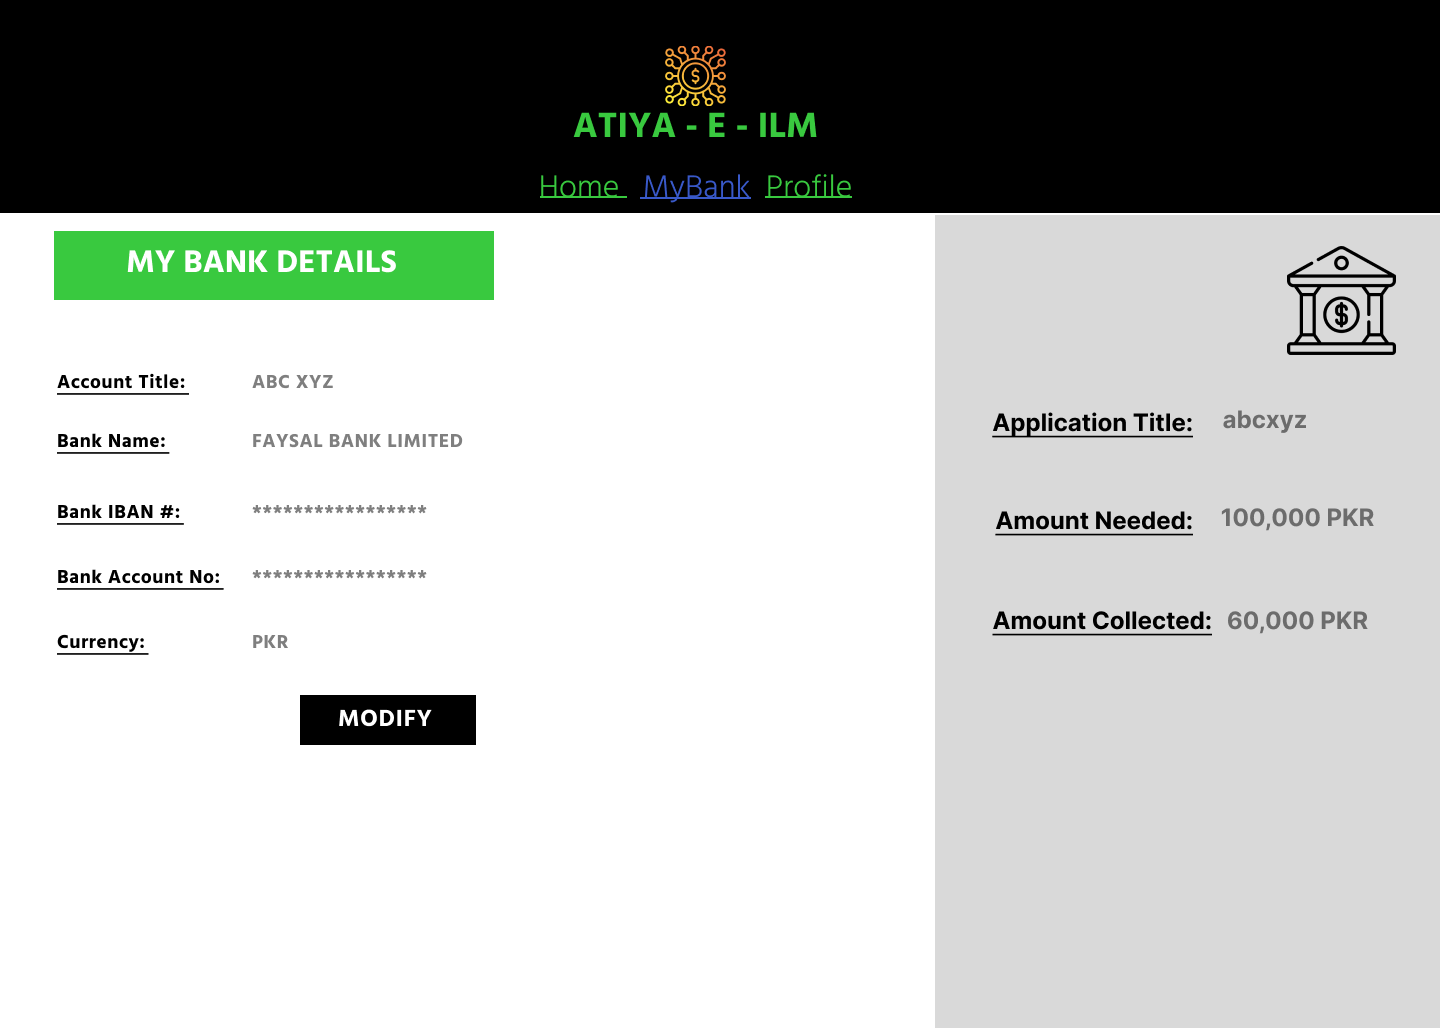 $
ATIYA - E - ILM
Home MyBank Profile
MY BANK DETAILS
Account Title: ABC XYZ
Bank Name: FAYSAL BANK LIMITED
Bank IBAN #: *****************
Bank Account No: *****************
Currency: PKR
MODIFY
$
Application Title: abcxyz
Amount Needed: 100,000 PKR
Amount Collected: 60,000 PKR